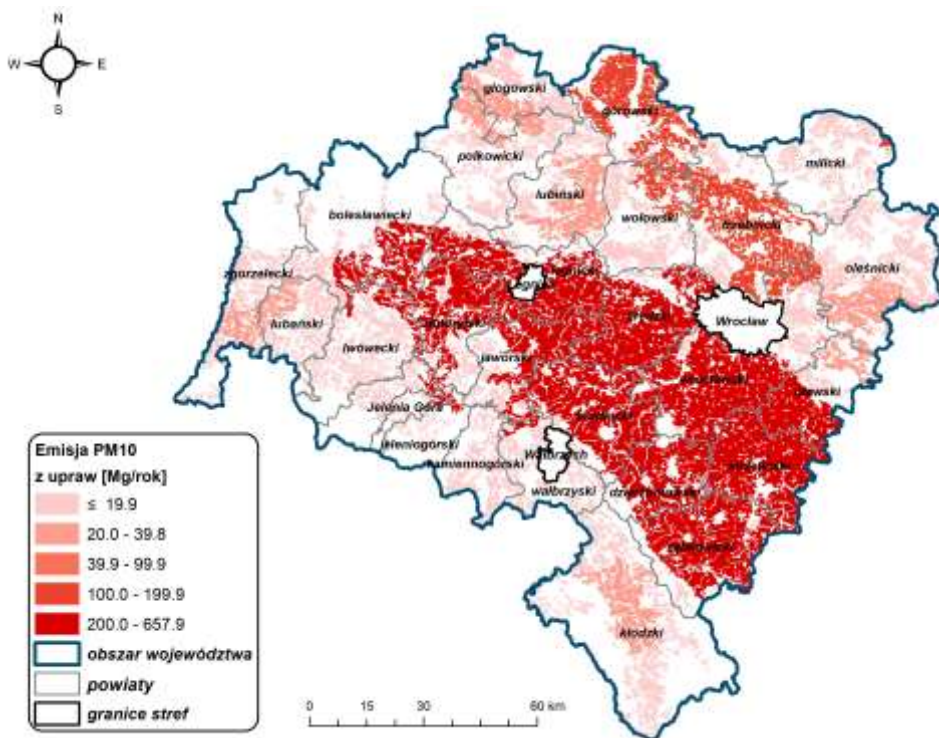 N
W E
S
głogowski
górowski
polkowicki
milicki
lubiński
bolesławiecki
wołowski
trzebnicki
zgorzelecki
oleśnicki
Wrocław
lubański
lwówecki
jaworski
Jelenia Góra
jeleniogórski
kamiennogórski
Wałbrzych
wałbrzyski
kłodzki
Emisja PM10
z upraw [Mg/rok]
≤ 19.9
20.0 - 39.8
39.9 - 99.9
100.0 - 199.9
200.0 - 657.9
obszar województwa
powiaty
granice stref
0 15 30 60 km